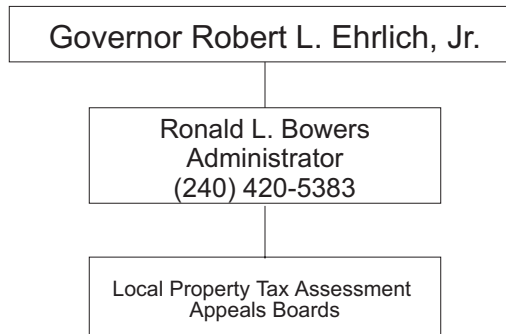 Governor Robert L. Ehrlich, Jr.
Ronald L. Bowers
Administrator
(240) 420-5383
Local Property Tax Assessment
Appeals Boards